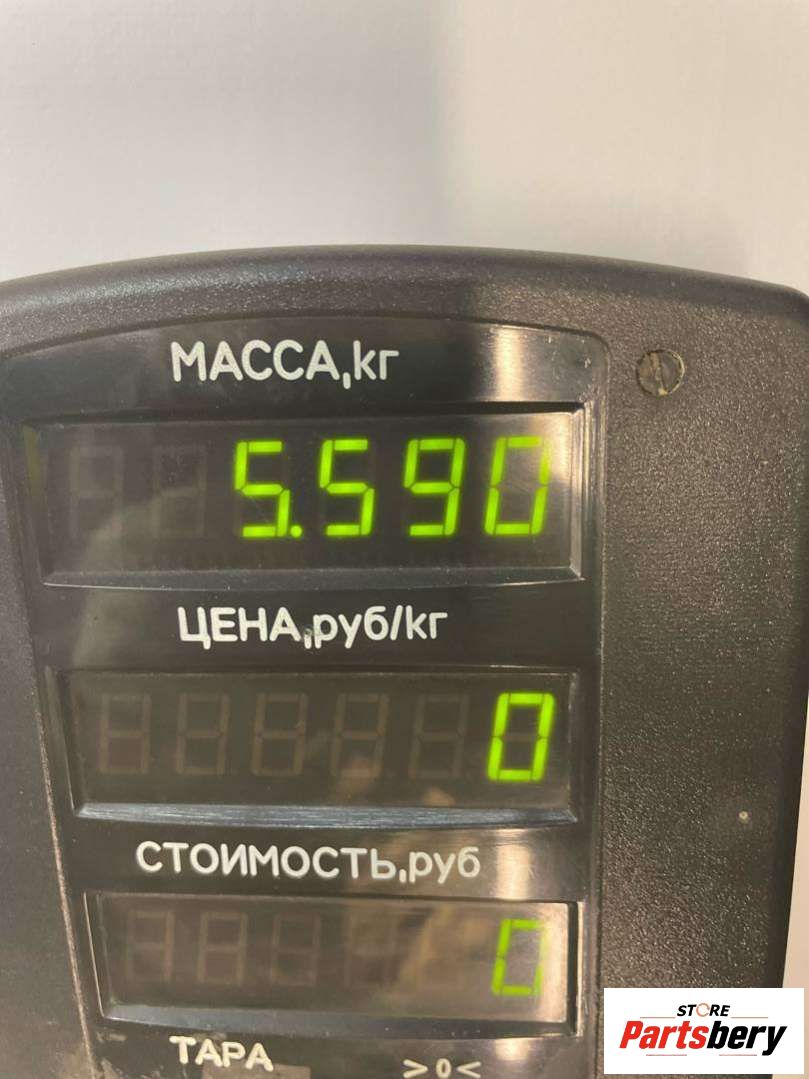 МАССА,кг
5.590
ЦЕНА,руб/кг
0
СТОИМОСТЬ,руб
0
ТАРА >0<
STORE
Partsbery